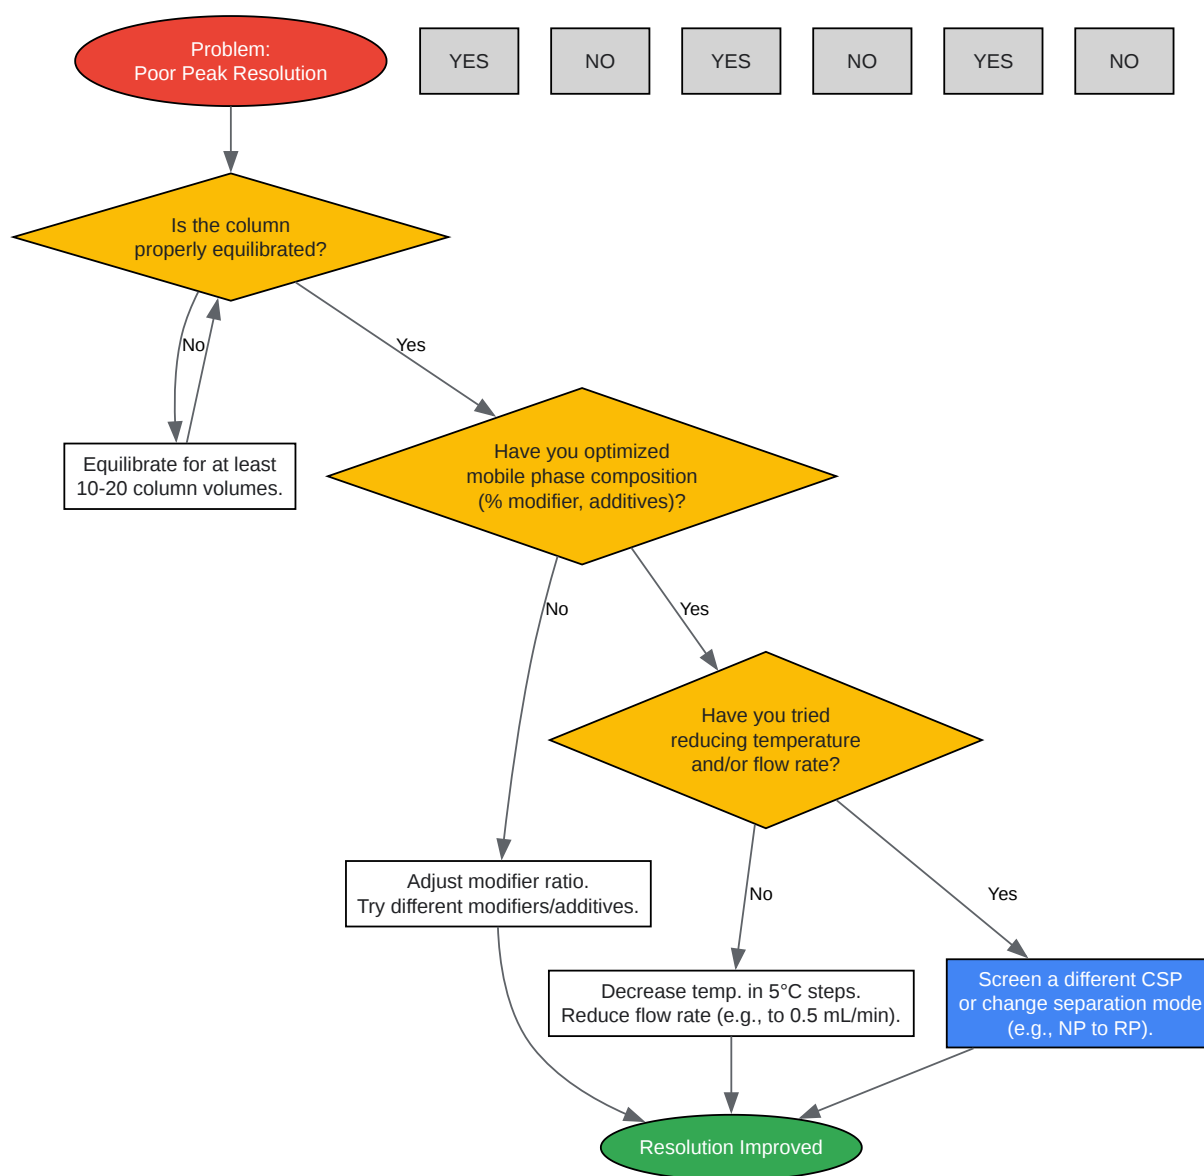 Problem:
Poor Peak Resolution
YES
NO
YES
NO
YES
NO
Is the column
properly equilibrated?
No
Yes
Equilibrate for at least
10-20 column volumes.
Have you optimized
mobile phase composition
(% modifier, additives)?
No
Yes
Have you tried
reducing temperature
and/or flow rate?
Adjust modifier ratio.
Try different modifiers/additives.
No
Yes
Decrease temp. in 5°C steps.
Reduce flow rate (e.g., to 0.5 mL/min).
Screen a different CSP
or change separation mode
(e.g., NP to RP).
Resolution Improved